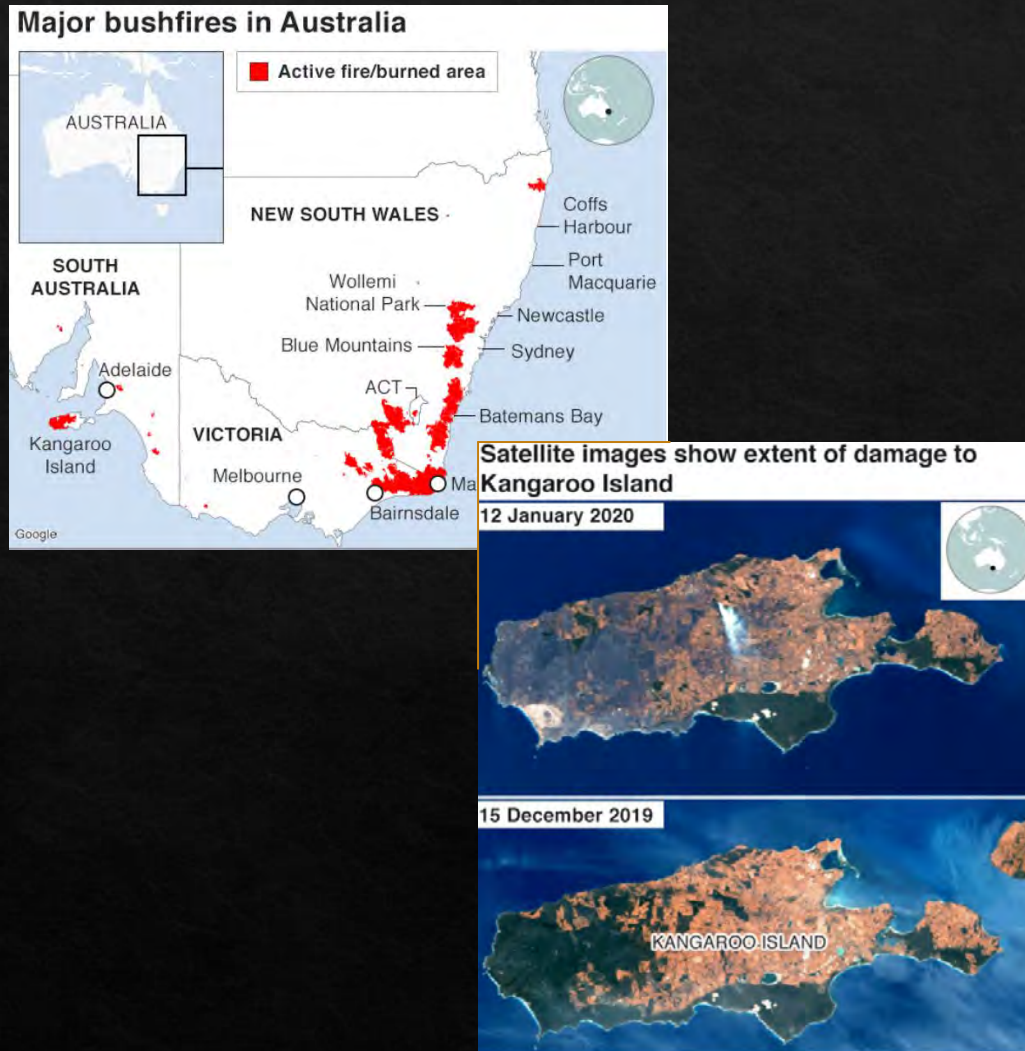 Major bushfires in Australia
Active fire/burned area
AUSTRALIA
NEW SOUTH WALES
Coffs
Harbour
Port
Macquarie
SOUTH
AUSTRALIA
Wollemi
National Park
Newcastle
Blue Mountains
Sydney
Adelaide
ACT
Batemans Bay
Kangaroo
Island
VICTORIA
Melbourne
Ma
Bairnsdale
Google
Satellite images show extent of damage to
Kangaroo Island
12 January 2020
15 December 2019
KANGAROO ISLAND